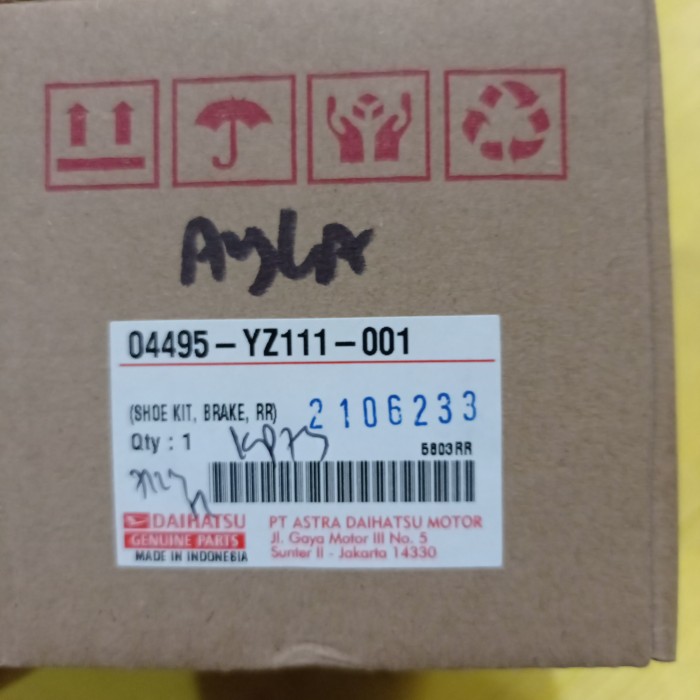 AyLA
04495-YZ111-001
(SHOE KIT, BRAKE, RR) 2106233
Qty : 1
5803RR
DAIHATSU
GENUINE PARTS
MADE IN INDONEBIA
PT ASTRA DAIHATSU MOTOR
Jl. Gaya Motor III No. 5
Sunter II - Jakarta 14330